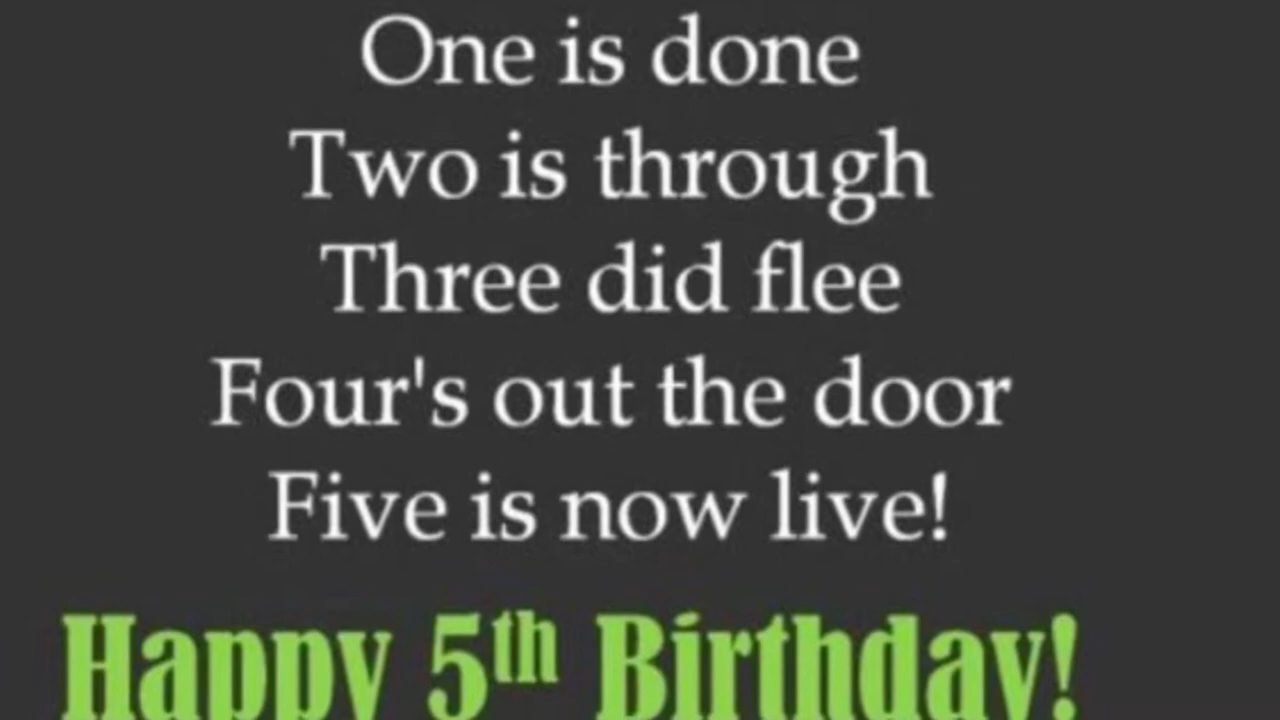 One is done
Two is through
Three did flee
Four's out the door
Five is now live!
Happy 5th Birthday!